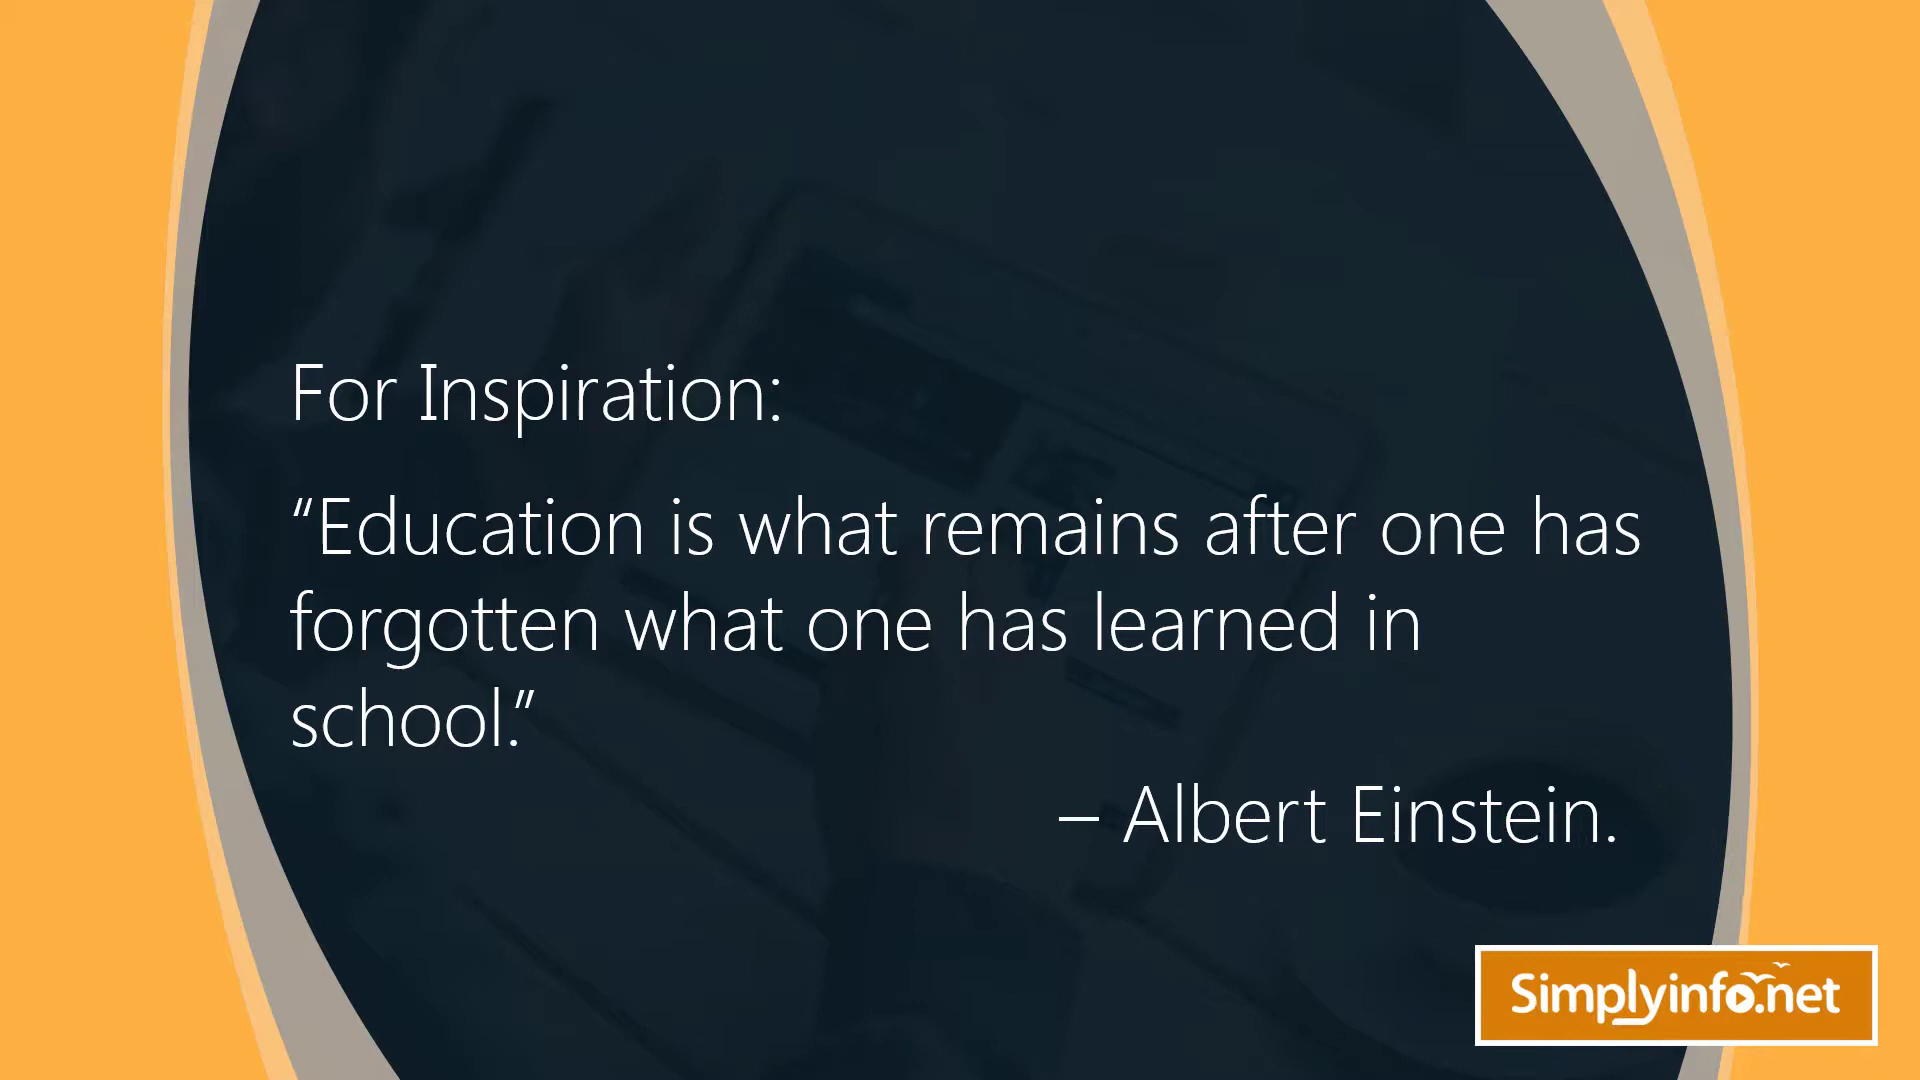 For Inspiration:
“Education is what remains after one has
forgotten what one has learned in
school.”
– Albert Einstein.
Simplyinfo.net